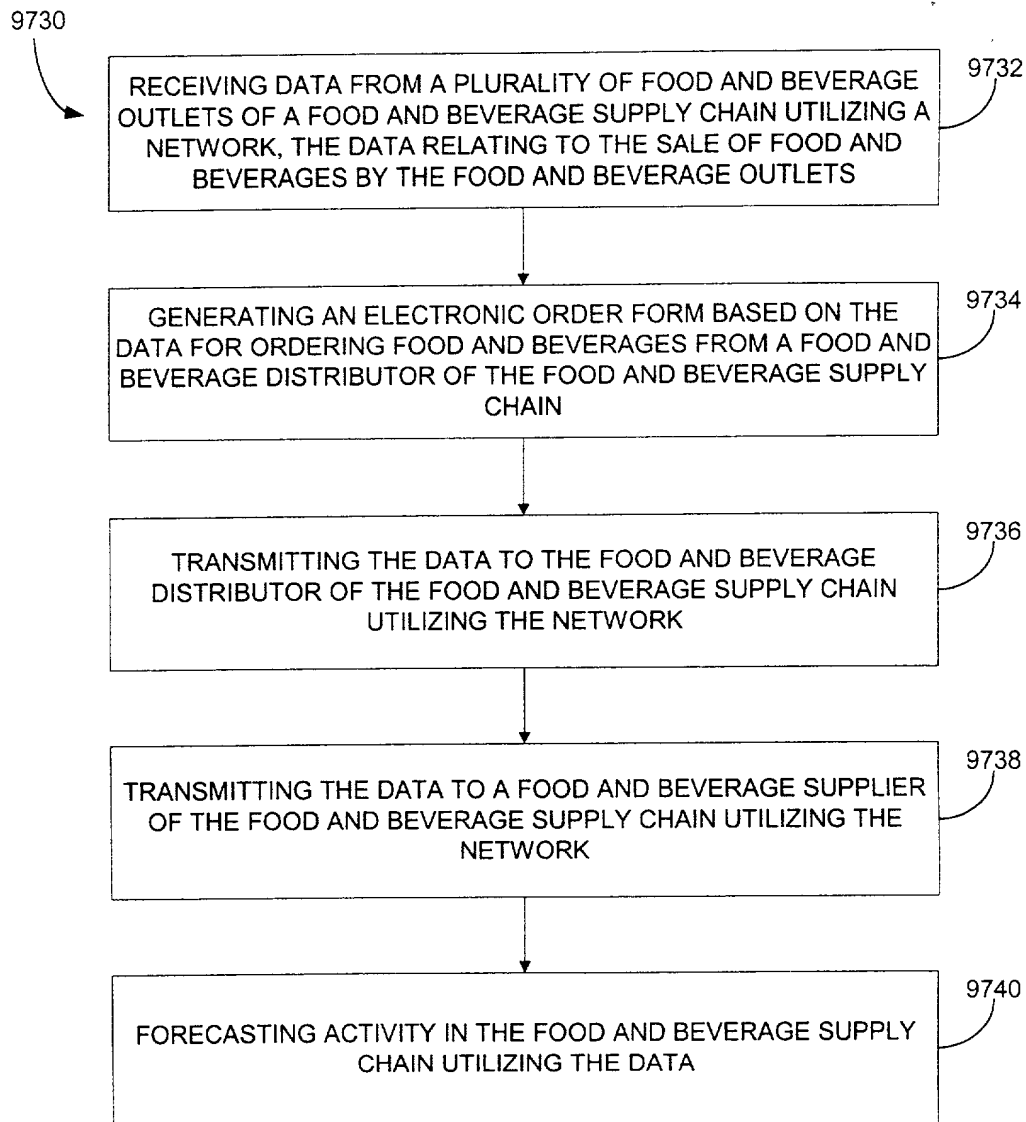 9730
RECEIVING DATA FROM A PLURALITY OF FOOD AND BEVERAGE
OUTLETS OF A FOOD AND BEVERAGE SUPPLY CHAIN UTILIZING A
NETWORK, THE DATA RELATING TO THE SALE OF FOOD AND
BEVERAGES BY THE FOOD AND BEVERAGE OUTLETS
9732
GENERATING AN ELECTRONIC ORDER FORM BASED ON THE
DATA FOR ORDERING FOOD AND BEVERAGES FROM A FOOD AND
BEVERAGE DISTRIBUTOR OF THE FOOD AND BEVERAGE SUPPLY
CHAIN
9734
TRANSMITTING THE DATA TO THE FOOD AND BEVERAGE
DISTRIBUTOR OF THE FOOD AND BEVERAGE SUPPLY CHAIN
UTILIZING THE NETWORK
9736
TRANSMITTING THE DATA TO A FOOD AND BEVERAGE SUPPLIER
OF THE FOOD AND BEVERAGE SUPPLY CHAIN UTILIZING THE
NETWORK
9738
FORECASTING ACTIVITY IN THE FOOD AND BEVERAGE SUPPLY
CHAIN UTILIZING THE DATA
9740